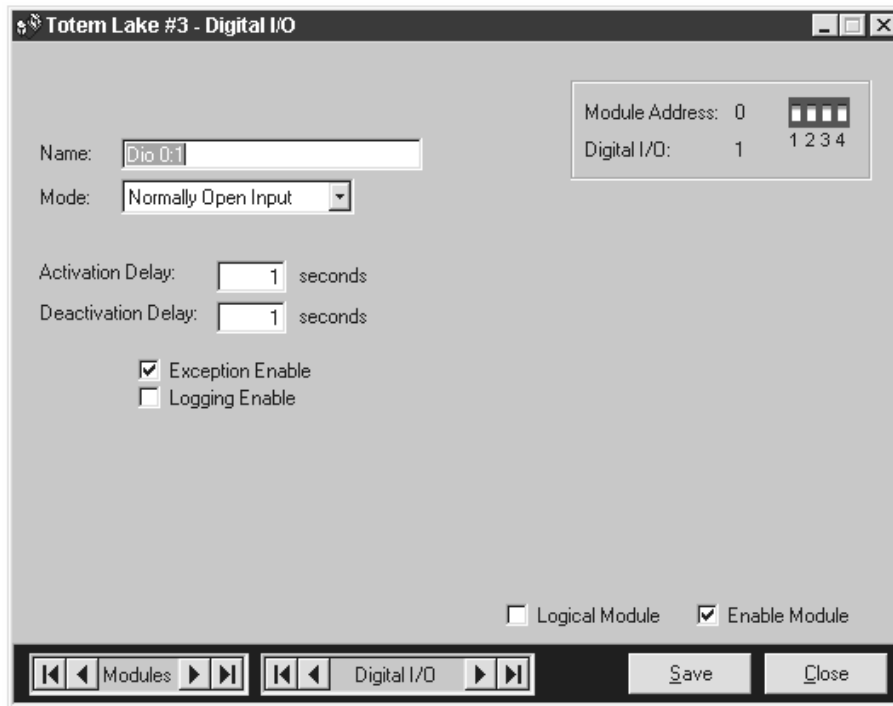 Totem Lake #3 - Digital I/O
Module Address: 0
1 2 3 4
Digital I/O: 1
Name: Dio 0:1
Mode: Normally Open Input
Activation Delay: 1 seconds
Deactivation Delay: 1 seconds
Exception Enable
Logging Enable
Logical Module Enable Module
Modules Digital I/O Save Close